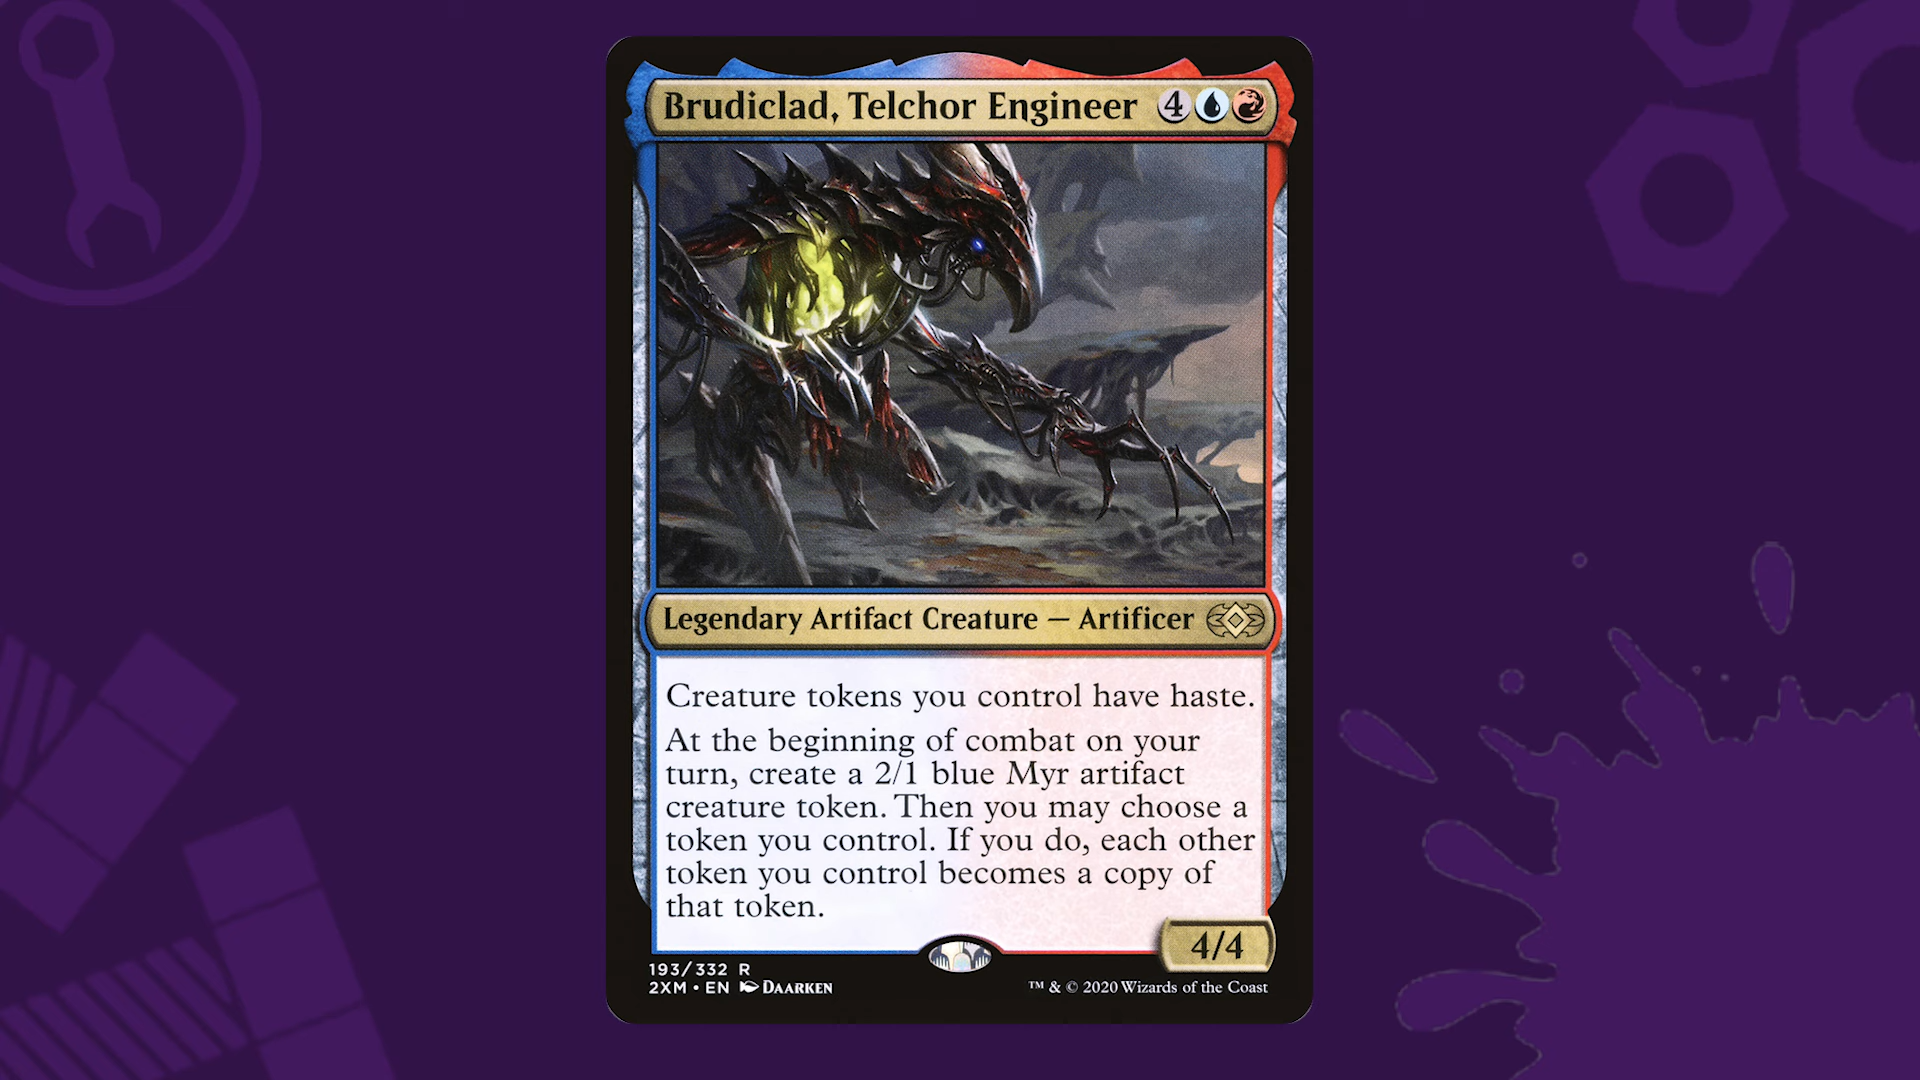 Brudiclad, Telchor Engineer 4
Legendary Artifact Creature — Artificer
Creature tokens you control have haste.
At the beginning of combat on your
turn, create a 2/1 blue Myr artifact
creature token. Then you may choose a
token you control. If you do, each other
token you control becomes a copy of
that token.
4/4
193/332 R
2XM • EN Daarken
™ & © 2020 Wizards of the Coast